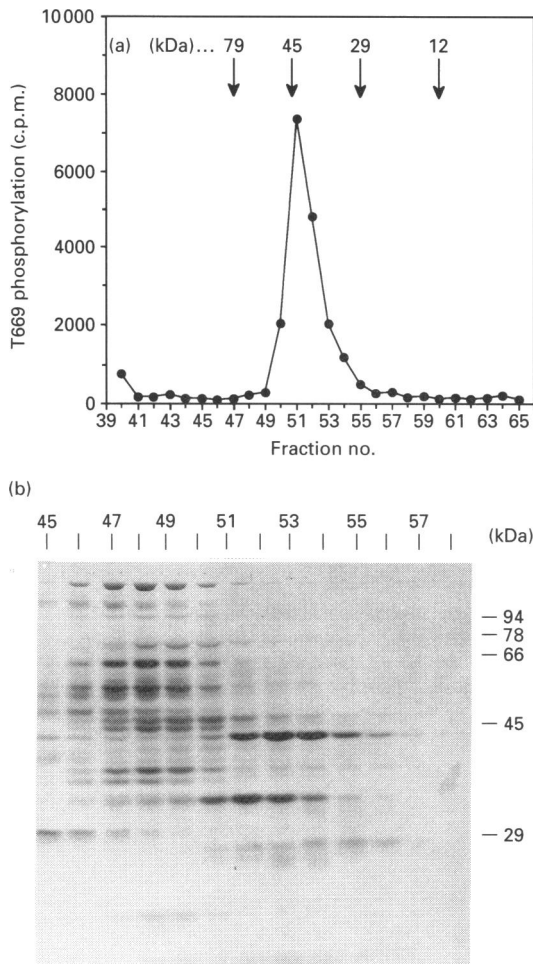 10000
(a) (kDa)... 79 45 29 12
8000
6000
4000
2000
0
T669 phosphorylation (c.p.m.)
39 41 43 45 47 49 51 53 55 57 59 61 63 65
Fraction no.
(b)
45 47 49 51 53 55 57 (kDa)
94
78
66
45
29